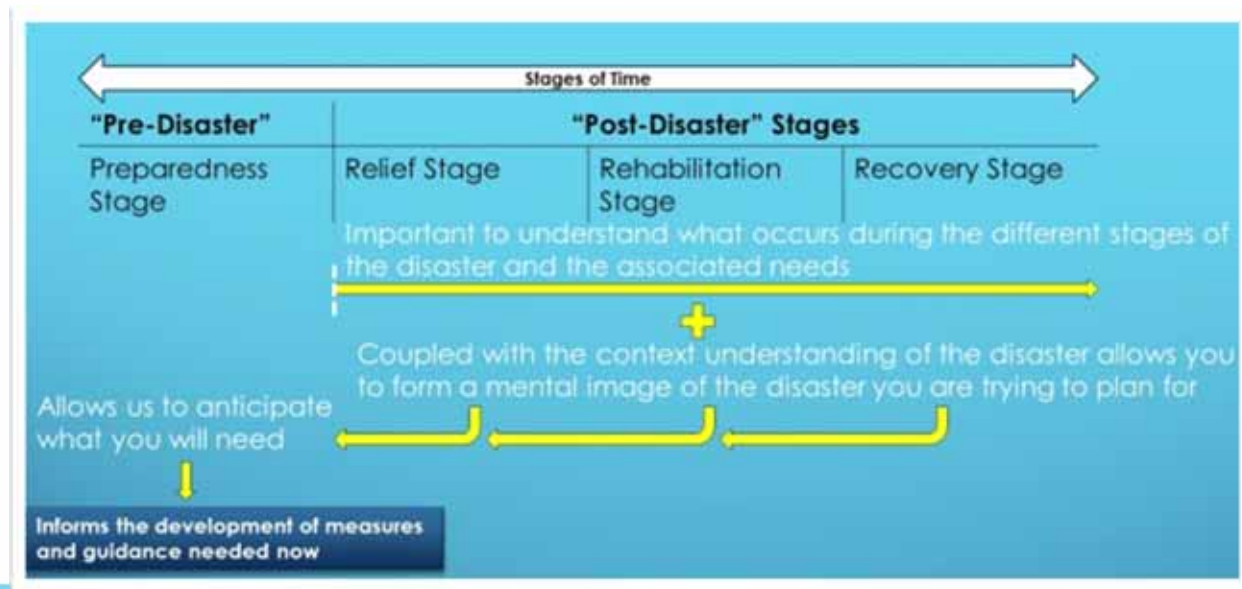 Stages of Time
"Pre-Disaster"
"Post-Disaster" Stages
Preparedness
Stage
Relief Stage
Rehabilitation
Stage
Recovery Stage
Important to understand what occurs during the different stages of
the disaster and the associated needs
Coupled with the context understanding of the disaster allows you
to form a mental image of the disaster you are trying to plan for
Allows us to anticipate
what you will need
Informs the development of measures
and guidance needed now